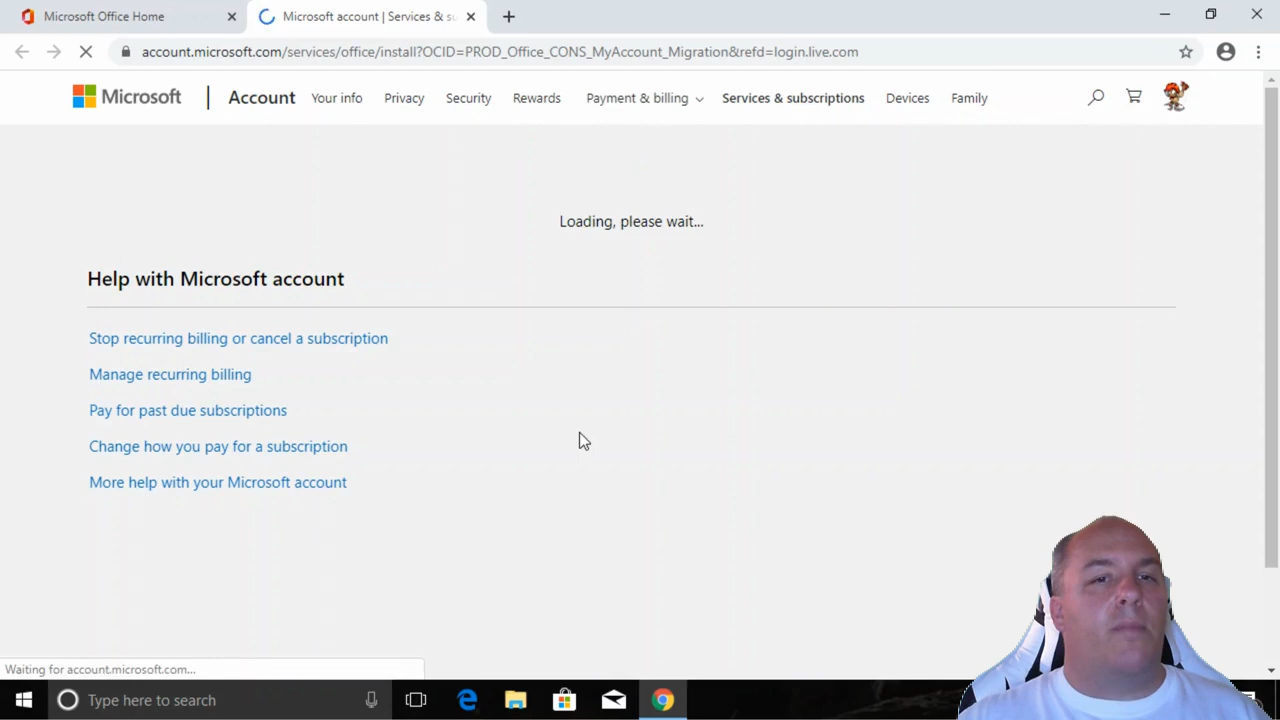 Microsoft Office Home
Microsoft account | Services & su
account.microsoft.com/services/office/install?OCID=PROD_Office_CONS_MyAccount_Migration&refd=login.live.com
Microsoft | Account Your info Privacy Security Rewards Payment & billing Services & subscriptions Devices Family
Loading, please wait...
Help with Microsoft account
Stop recurring billing or cancel a subscription
Manage recurring billing
Pay for past due subscriptions
Change how you pay for a subscription
More help with your Microsoft account
Waiting for account.microsoft.com...
Type here to search